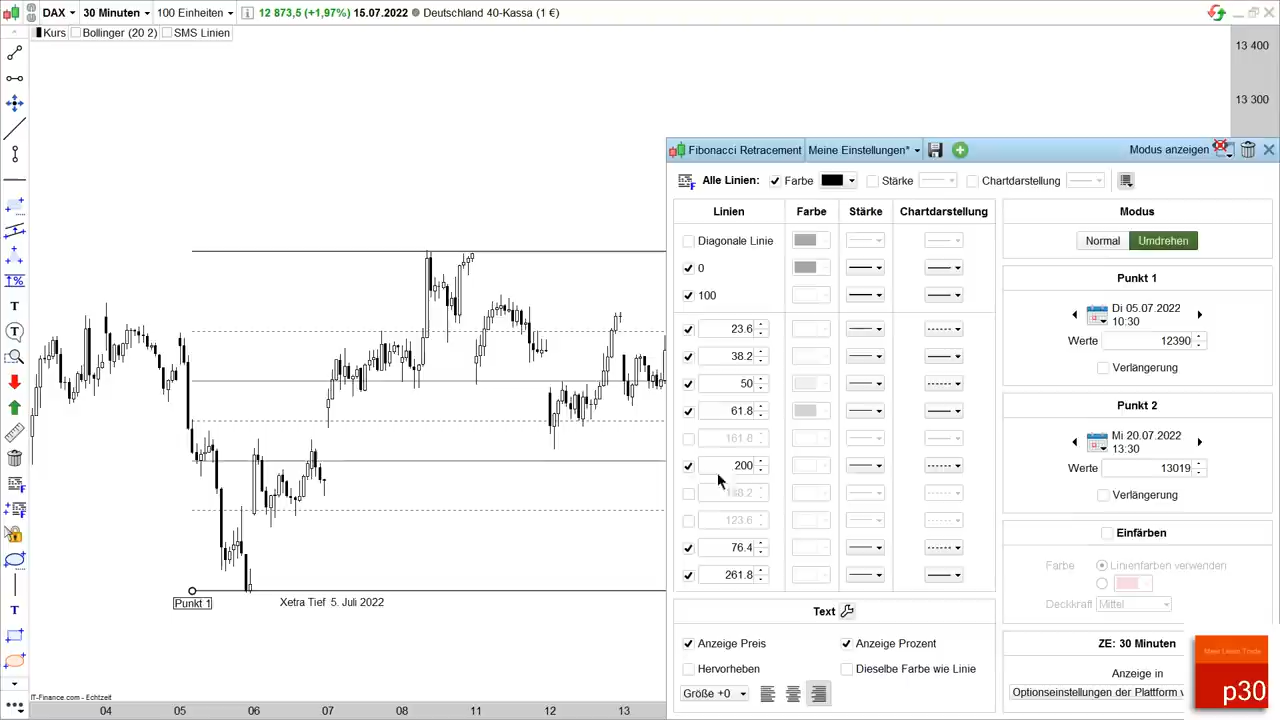 DAX 30 Minuten 100 Einheiten 12 873,5 (+1,97%) 15.07.2022 Deutschland 40-Kassa (1 €)
Kurs Bollinger (20 2) SMS Linien
13 400
13 300
Fibonacci Retracement Meine Einstellungen* Modus anzeigen
Alle Linien: Farbe Stärke Chartdarstellung
Linien Farbe Stärke Chartdarstellung
Diagonale Linie
0
100
23.6
38.2
50
61.8
161.8
200
123.6
76.4
261.8
Text
Anzeige Preis Anzeige Prozent
Hervorheben Dieselbe Farbe wie Linie
Größe +0
Modus
Normal Umdrehen
Punkt 1
Di 05.07.2022
10:30
Werte 12390
Verlängerung
Punkt 2
Mi 20.07.2022
13:30
Werte 13019
Verlängerung
Einfärben
Farbe Linienfarben verwenden
Deckkraft Mittel
ZE: 30 Minuten
Anzeige in
Optionseinstellungen der Plattform
Punkt 1
Xetra Tief 5. Juli 2022
IT-Finance.com - Echtzeit
04 05 06 07 08 11 12 13
Meer Leren Trade
p30